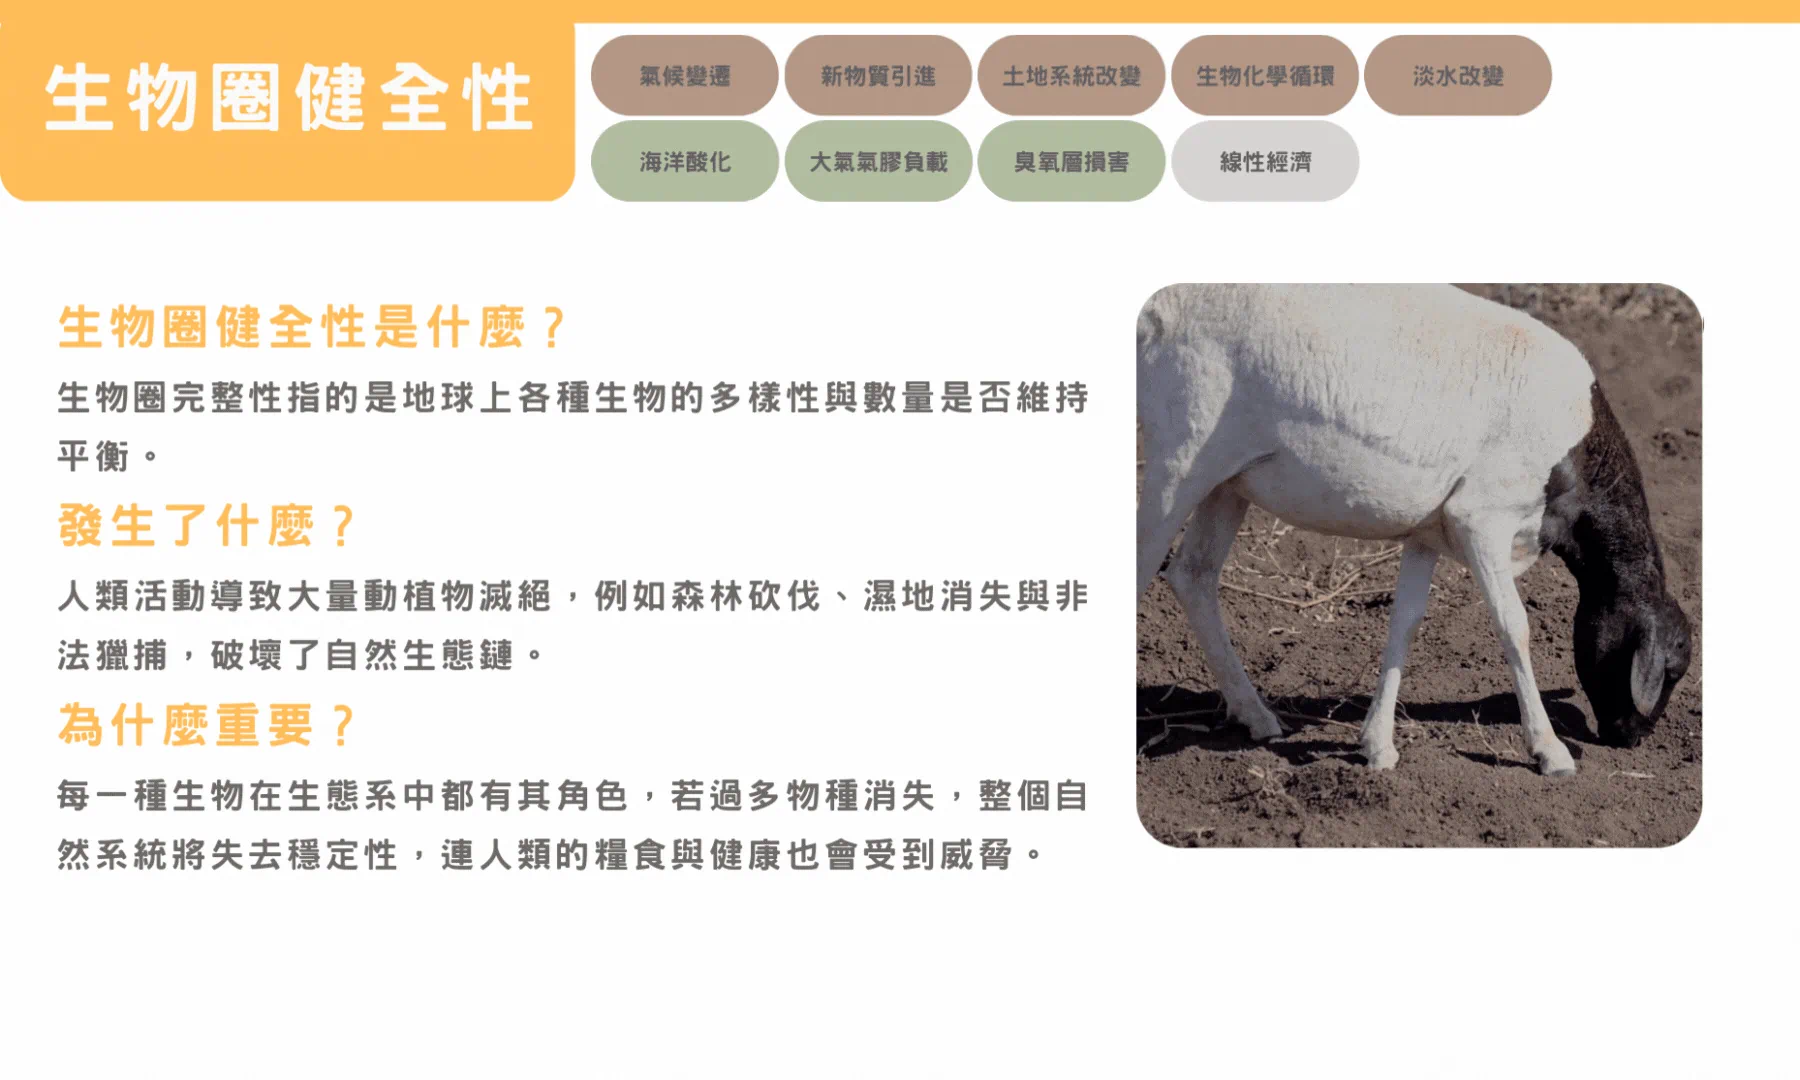 生物圈健全性
氣候變遷
新物質引進
土地系統改變
生物化學循環
淡水改變
海洋酸化
大氣氣膠負載
臭氧層損害
線性經濟
生物圈健全性是什麼？
生物圈完整性指的是地球上各種生物的多樣性與數量是否維持
平衡。
發生了什麼？
人類活動導致大量動植物滅絕，例如森林砍伐、濕地消失與非
法獵捕，破壞了自然生態鏈。
為什麼重要？
每一種生物在生態系中都有其角色，若過多物種消失，整個自
然系統將失去穩定性，連人類的糧食與健康也會受到威脅。